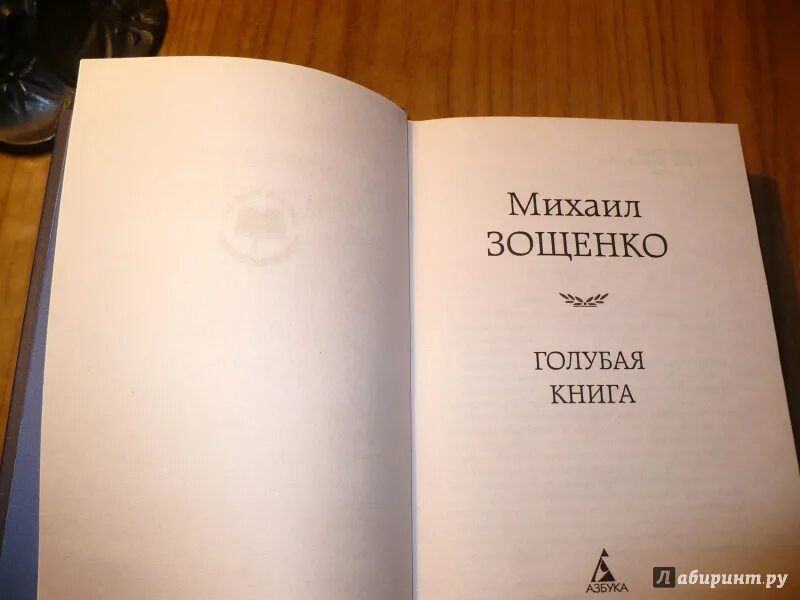 Михаил
ЗОЩЕНКО
ГОЛУБАЯ
КНИГА
АЗБУКА
Лабиринт.ру